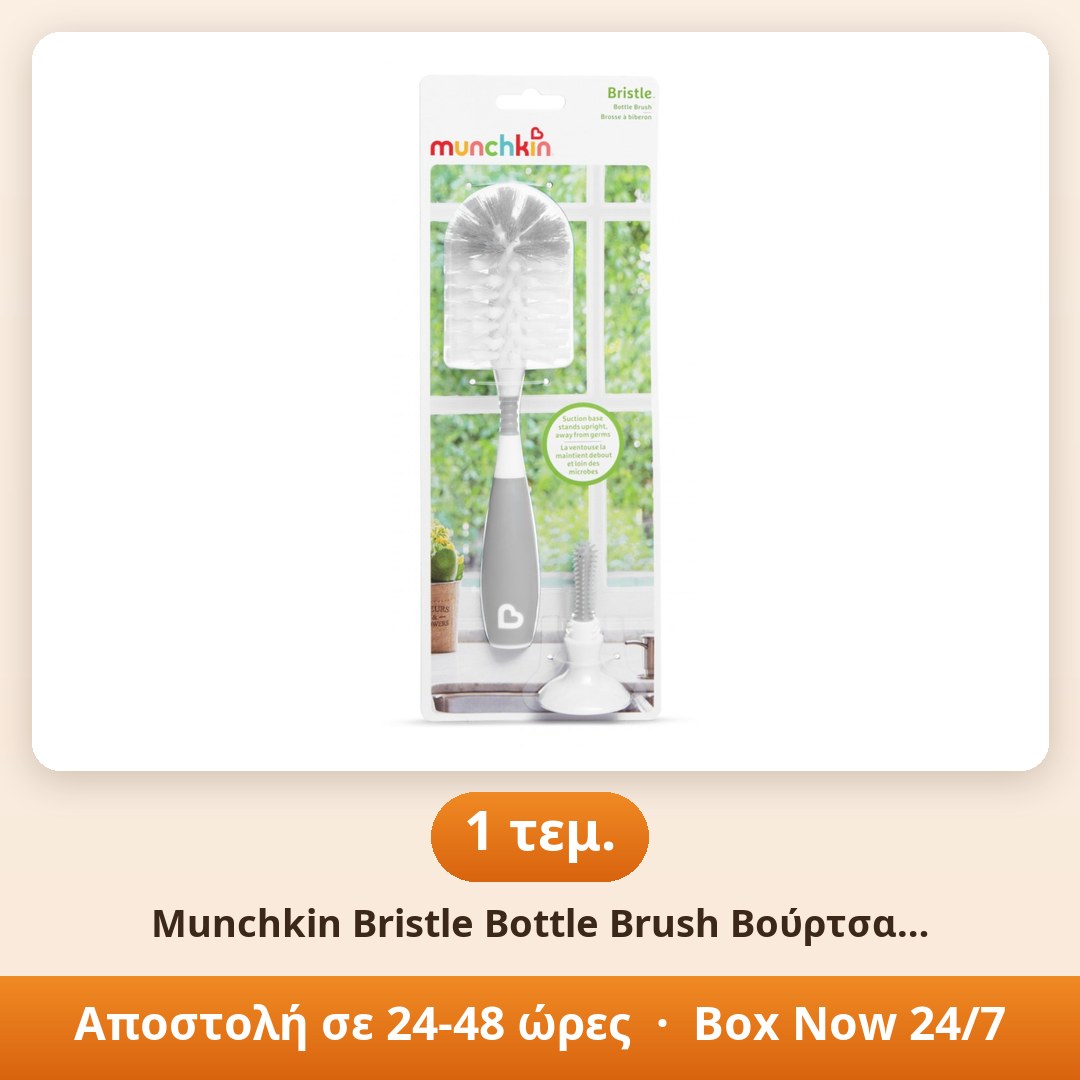 Bristle
Bottle Brush
Brosse à biberon
munchkin
Suction base
stands upright,
away from germs
La ventouse la
maintient debout
et loin des
microbes
1 τεμ.
Munchkin Bristle Bottle Brush Βούρτσα...
Αποστολή σε 24-48 ώρες · Box Now 24/7